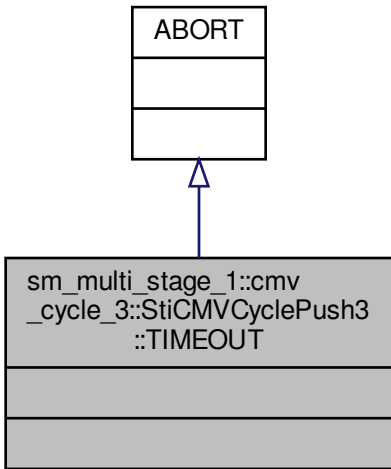 ABORT
sm_multi_stage_1::cmv
_cycle_3::StiCMVCyclePush3
::TIMEOUT